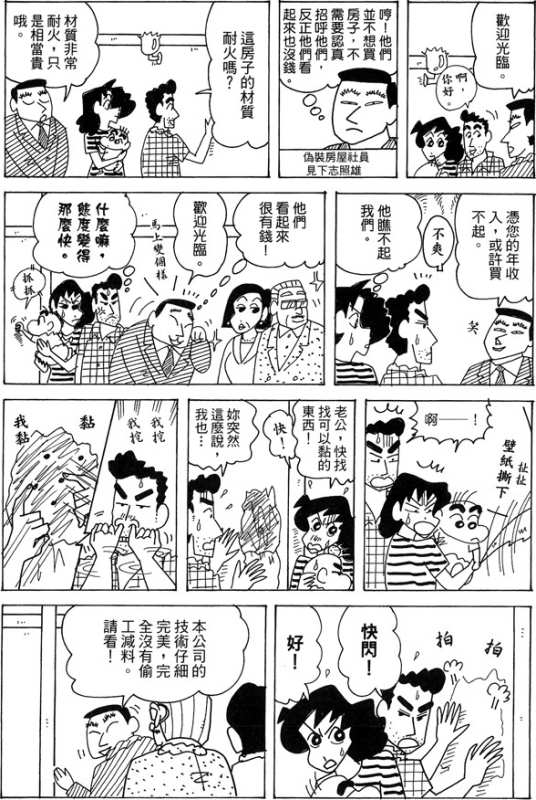 歡迎光臨。
啊，
你好。
哼！他們
並不想買
房子，不
需要認真
招呼他們，
反正他們看
起來也沒錢。
偽裝房屋社員
見下志照雄
這房子的材質
耐火嗎？
材質非常
耐火，只
是相當貴
哦。
憑您的年收
入，或許買
不起。
笑
不爽
他瞧不起
我們。
他們
看起來
很有錢！
歡迎光臨。
馬上變個樣
什麼嘛，
態度變得
那麼快。
抓抓
扯扯
壁紙撕下
啊——！
老公，快找
找可以黏的
東西！
快！
妳突然
這麼說，
我也…
我挖
我挖
黏
我黏
拍
拍
快閃！
好！
本公司的
技術仔細
完美，完
全沒有偷
工減料。
請看！